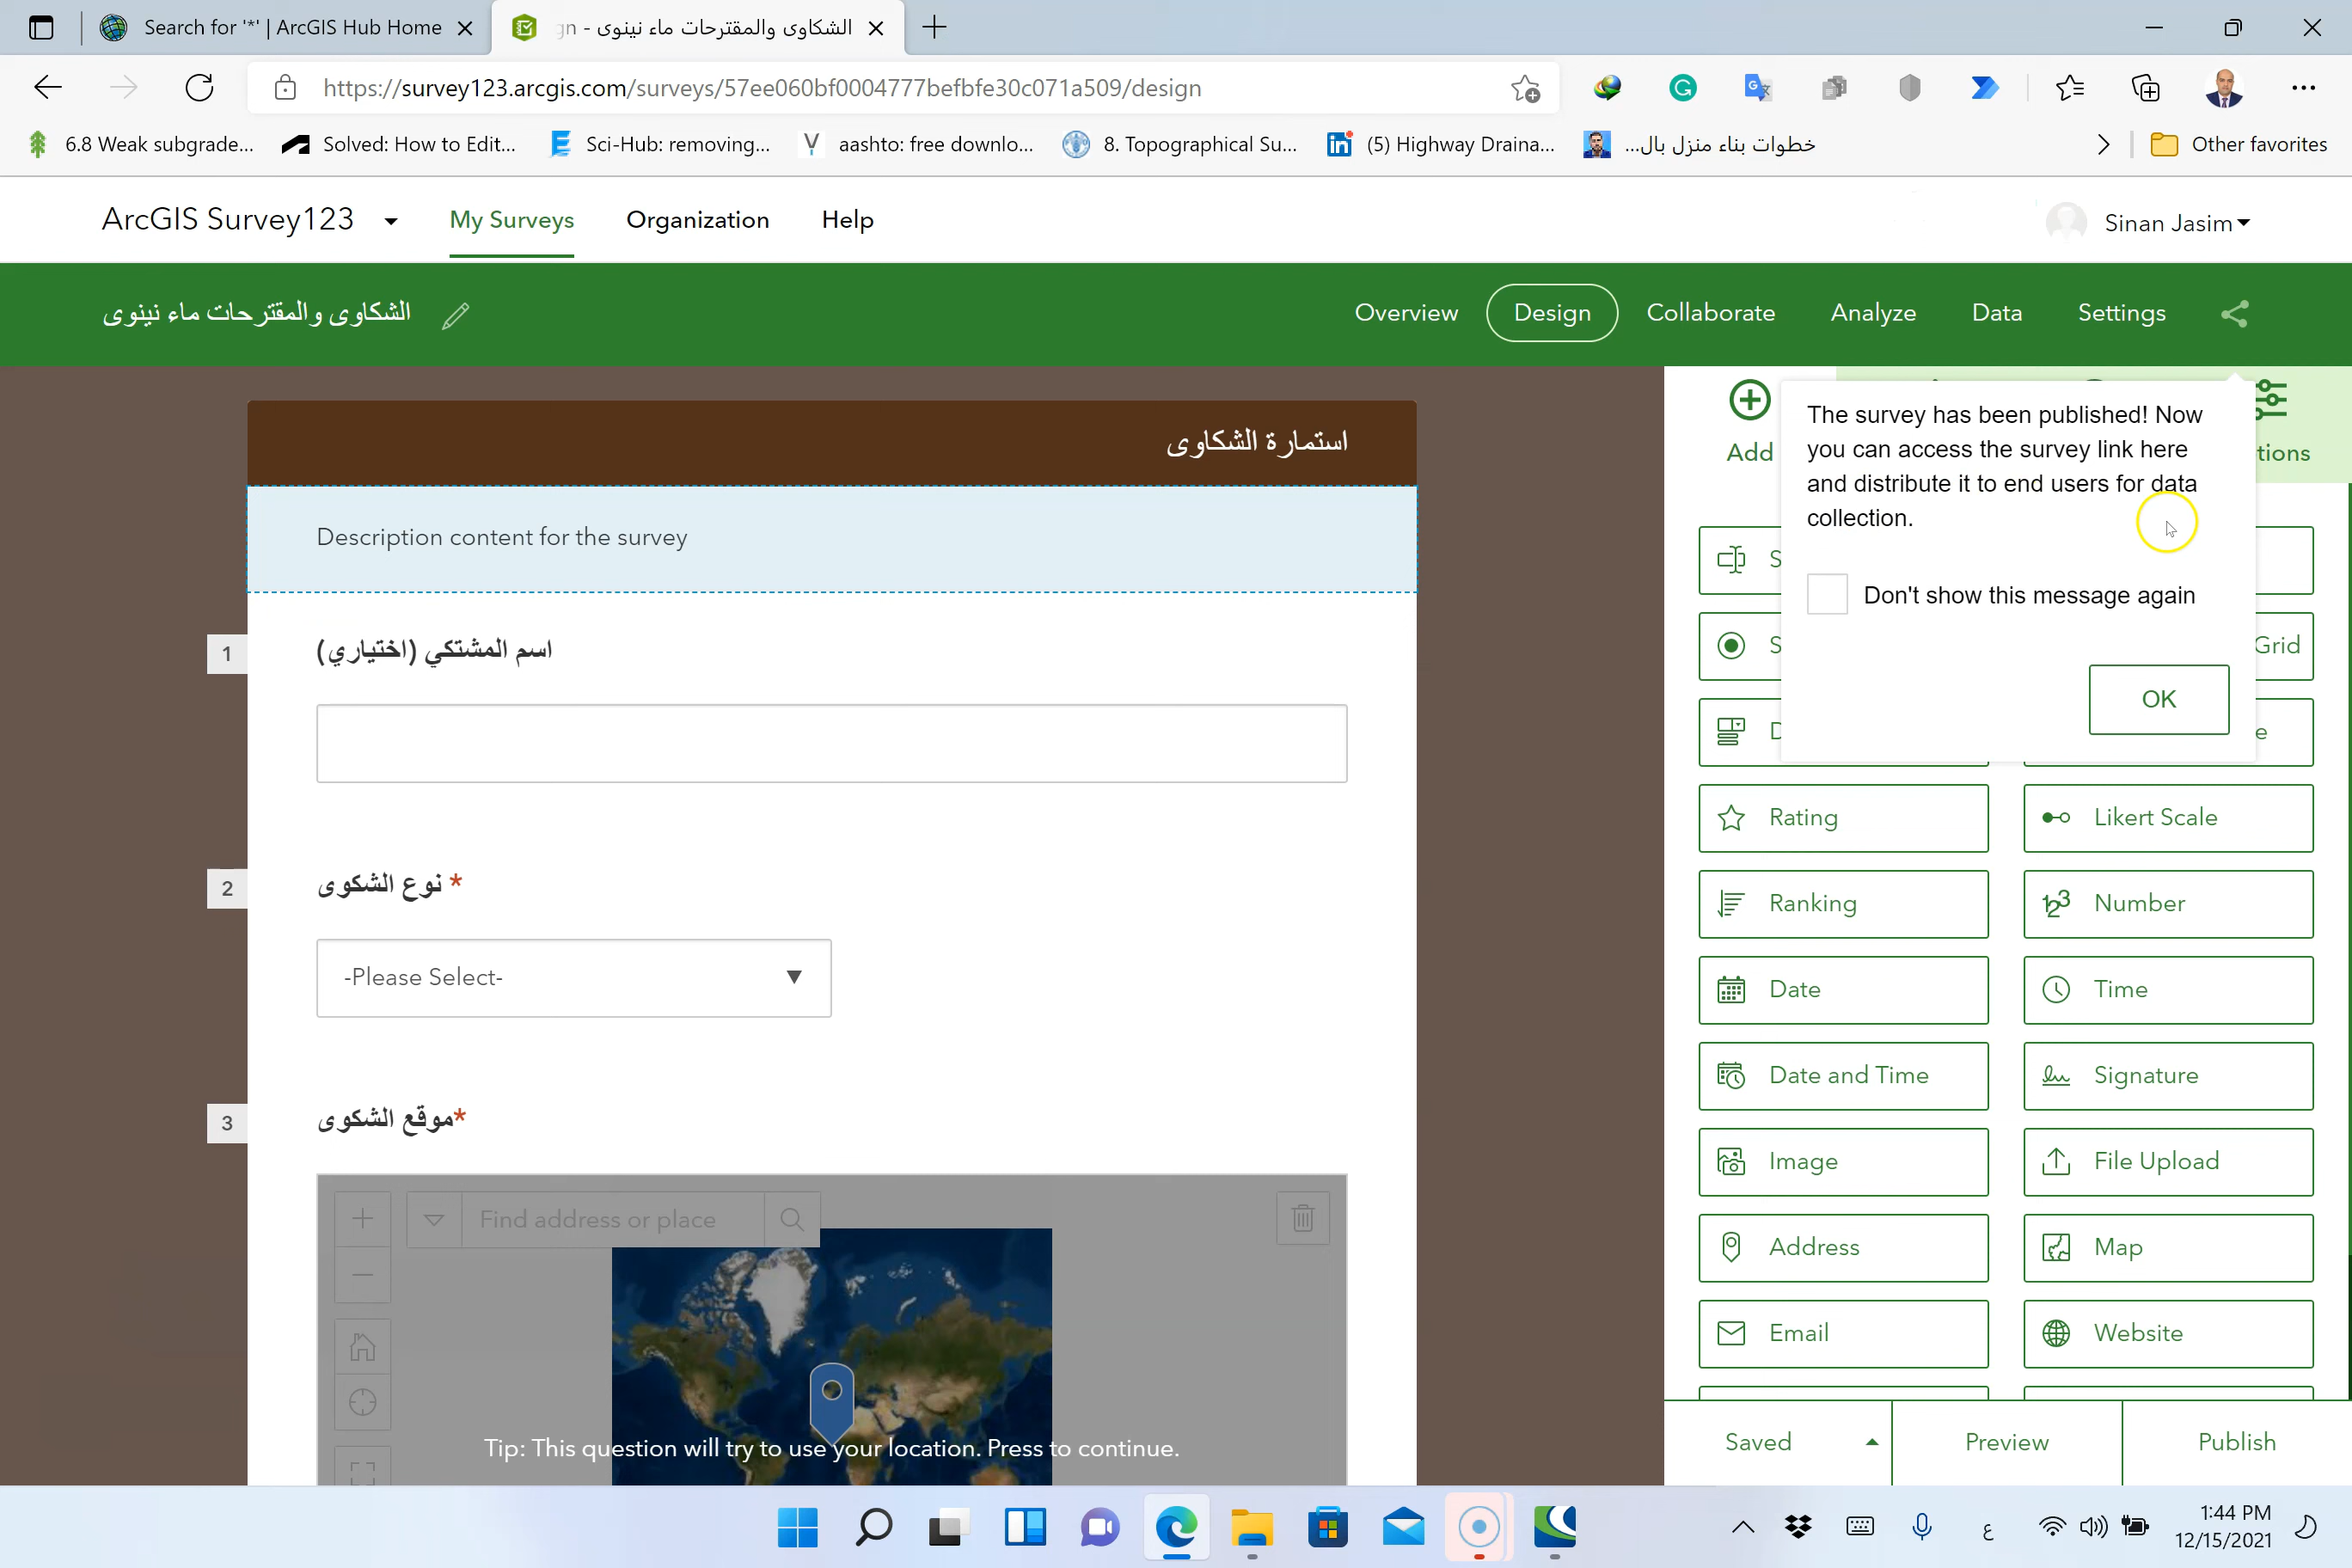 Search for '*' | ArcGIS Hub Home
الشكاوى والمقترحات ماء نينوى -
https://survey123.arcgis.com/surveys/57ee060bf0004777befbfe30c071a509/design
6.8 Weak subgrade...
Solved: How to Edit...
Sci-Hub: removing...
aashto: free downlo...
8. Topographical Su...
(5) Highway Draina...
خطوات بناء منزل بال...
Other favorites
ArcGIS Survey123
My Surveys
Organization
Help
Sinan Jasim
الشكاوى والمقترحات ماء نينوى
Overview
Design
Collaborate
Analyze
Data
Settings
استمارة الشكاوى
Description content for the survey
1
اسم المشتكي (اختياري)
2
نوع الشكوى *
-Please Select-
3
موقع الشكوى*
Find address or place
Tip: This question will try to use your location. Press to continue.
Add
The survey has been published! Now
you can access the survey link here
and distribute it to end users for data
collection.
Don't show this message again
OK
Grid
Rating
Likert Scale
Ranking
Number
Date
Time
Date and Time
Signature
Image
File Upload
Address
Map
Email
Website
Saved
Preview
Publish
ع
1:44 PM
12/15/2021